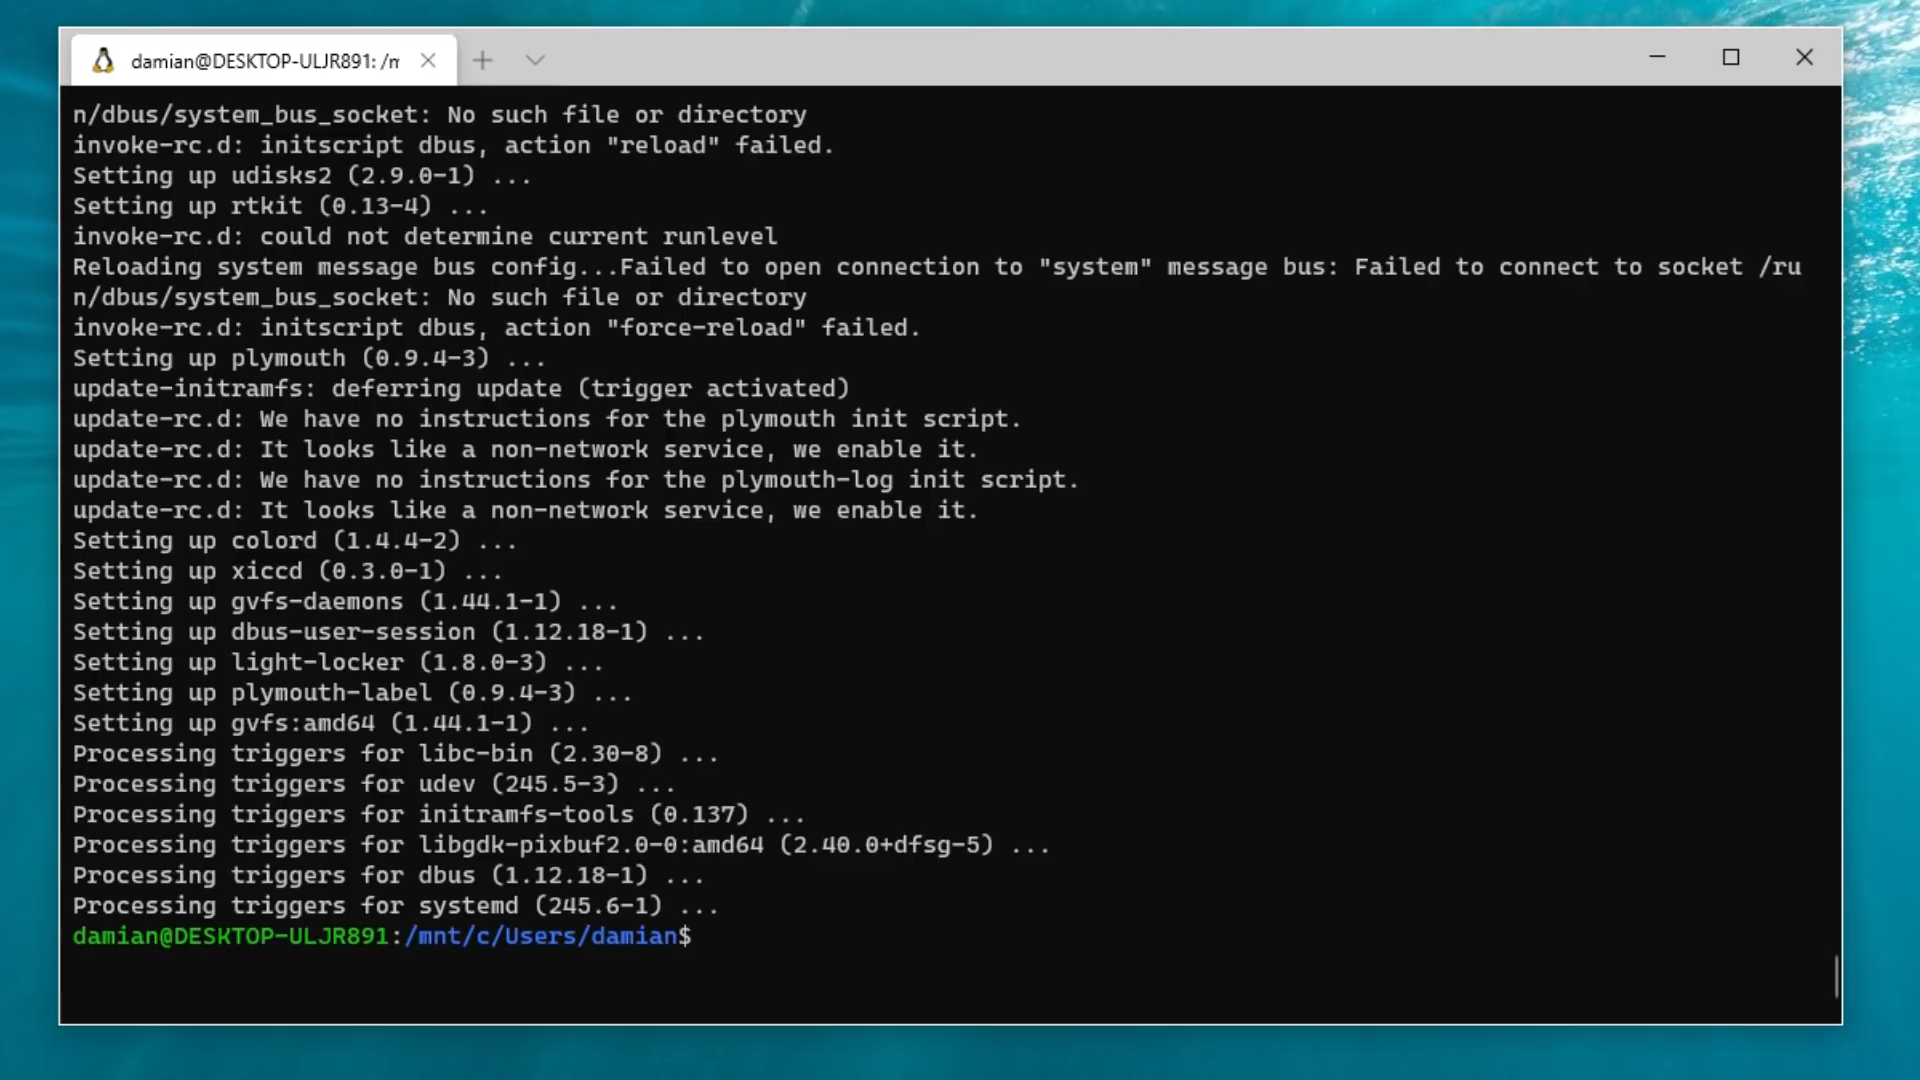 damian@DESKTOP-ULJR891: /m
n/dbus/system_bus_socket: No such file or directory
invoke-rc.d: initscript dbus, action "reload" failed.
Setting up udisks2 (2.9.0-1) ...
Setting up rtkit (0.13-4) ...
invoke-rc.d: could not determine current runlevel
Reloading system message bus config...Failed to open connection to "system" message bus: Failed to connect to socket /ru
n/dbus/system_bus_socket: No such file or directory
invoke-rc.d: initscript dbus, action "force-reload" failed.
Setting up plymouth (0.9.4-3) ...
update-initramfs: deferring update (trigger activated)
update-rc.d: We have no instructions for the plymouth init script.
update-rc.d: It looks like a non-network service, we enable it.
update-rc.d: We have no instructions for the plymouth-log init script.
update-rc.d: It looks like a non-network service, we enable it.
Setting up colord (1.4.4-2) ...
Setting up xiccd (0.3.0-1) ...
Setting up gvfs-daemons (1.44.1-1) ...
Setting up dbus-user-session (1.12.18-1) ...
Setting up light-locker (1.8.0-3) ...
Setting up plymouth-label (0.9.4-3) ...
Setting up gvfs:amd64 (1.44.1-1) ...
Processing triggers for libc-bin (2.30-8) ...
Processing triggers for udev (245.5-3) ...
Processing triggers for initramfs-tools (0.137) ...
Processing triggers for libgdk-pixbuf2.0-0:amd64 (2.40.0+dfsg-5) ...
Processing triggers for dbus (1.12.18-1) ...
Processing triggers for systemd (245.6-1) ...
damian@DESKTOP-ULJR891:/mnt/c/Users/damian$